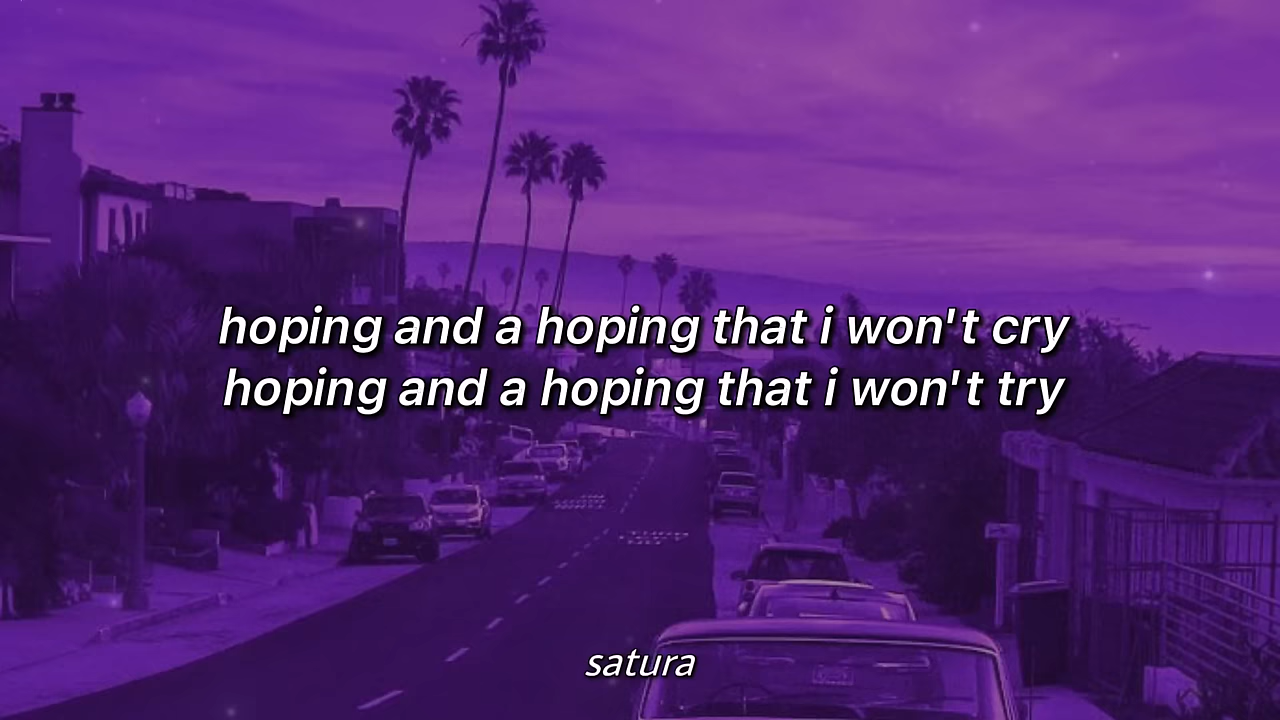 hoping and a hoping that i won't cry
hoping and a hoping that i won't try
satura